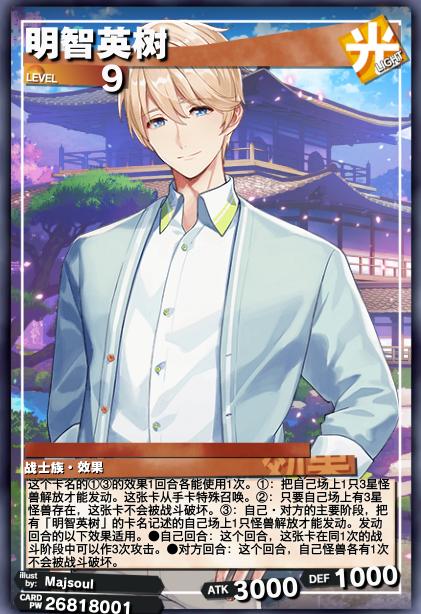 明智英树
光
LIGHT
LEVEL 9
效果
战士族・效果
这个卡名的①③的效果1回合各能使用1次。①：把自己场上1只3星怪
兽解放才能发动。这张卡从手卡特殊召唤。②：只要自己场上有3星
怪兽存在，这张卡不会被战斗破坏。③：自己・对方的主要阶段，把
有「明智英树」的卡名记述的自己场上1只怪兽解放才能发动。发动
回合的以下效果适用。●自己回合：这个回合，这张卡在同1次的战
斗阶段中可以作3次攻击。●对方回合：这个回合，自己怪兽各有1次
不会被战破。
illust by: Majsoul
ATK 3000 DEF 1000
CARD PW 26818001